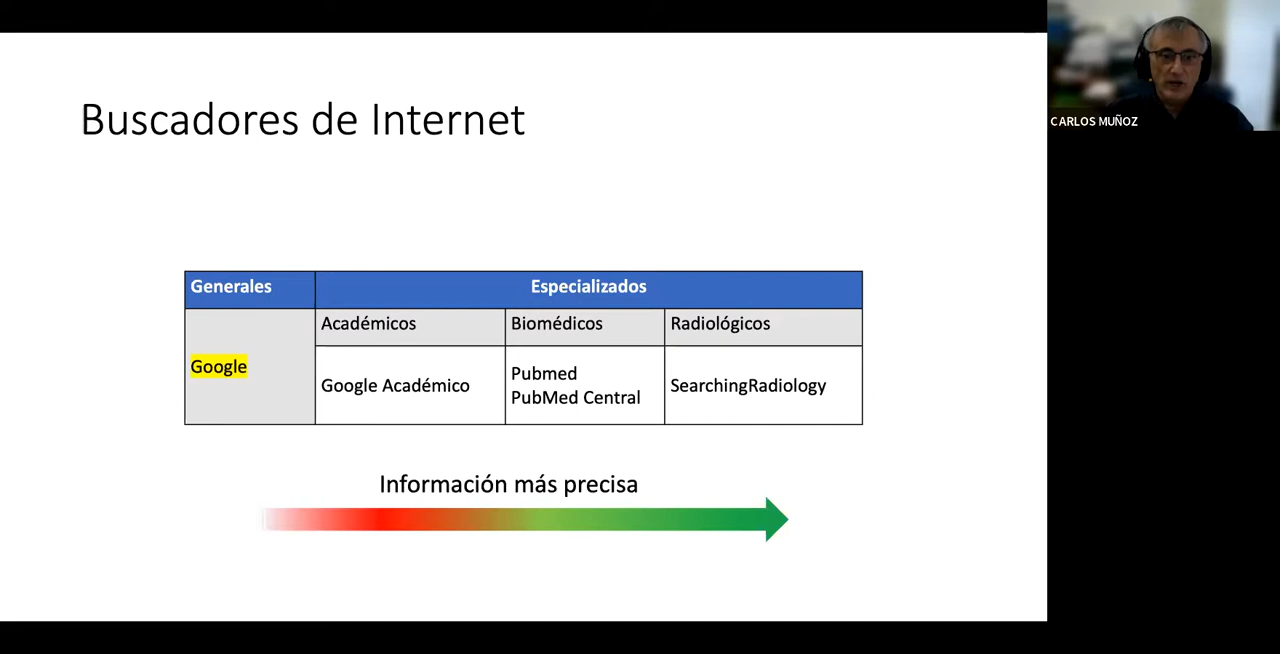 Buscadores de Internet
CARLOS MUÑOZ
Generales
Especializados
Académicos
Biomédicos
Radiológicos
Google
Google Académico
Pubmed
PubMed Central
SearchingRadiology
Información más precisa